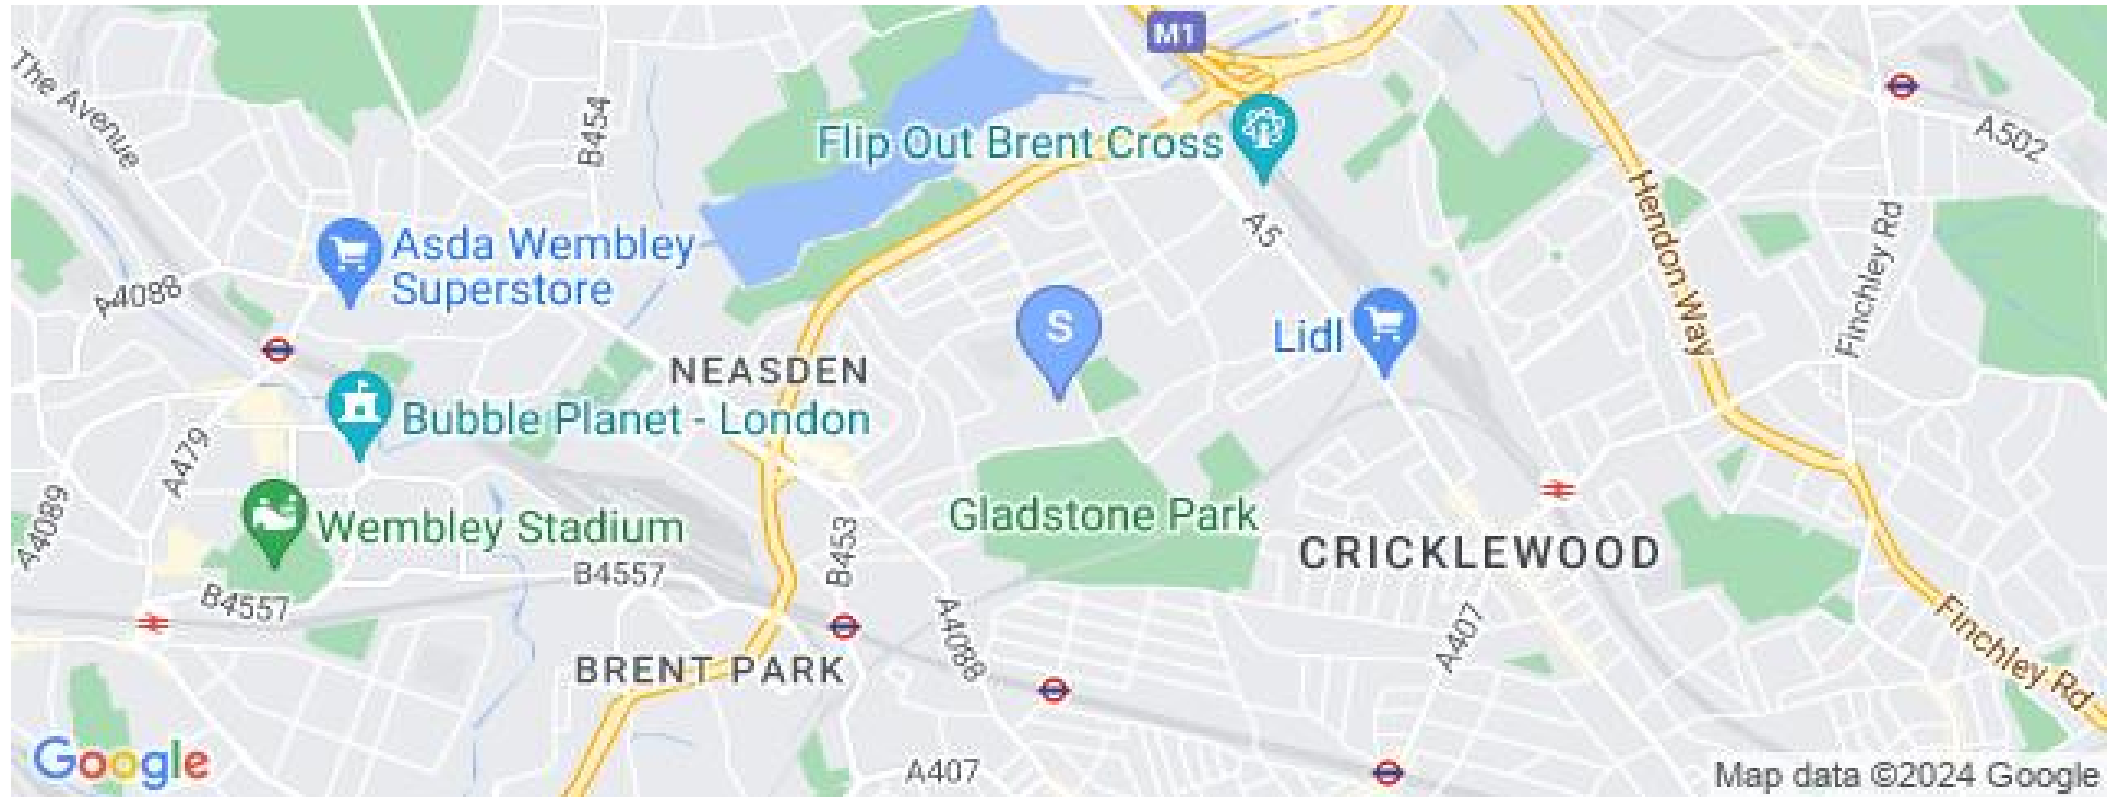 M1
The Avenue
B454
Flip Out Brent Cross
A502
Hendon Way
Finchley Rd
A5
Asda Wembley
Superstore
A4088
S
Lidl
NEASDEN
Bubble Planet - London
A479
A4089
Wembley Stadium
Gladstone Park
B453
CRICKLEWOOD
B4557
B4557
A4088
A407
Finchley Rd
BRENT PARK
Google
A407
Map data ©2024 Google